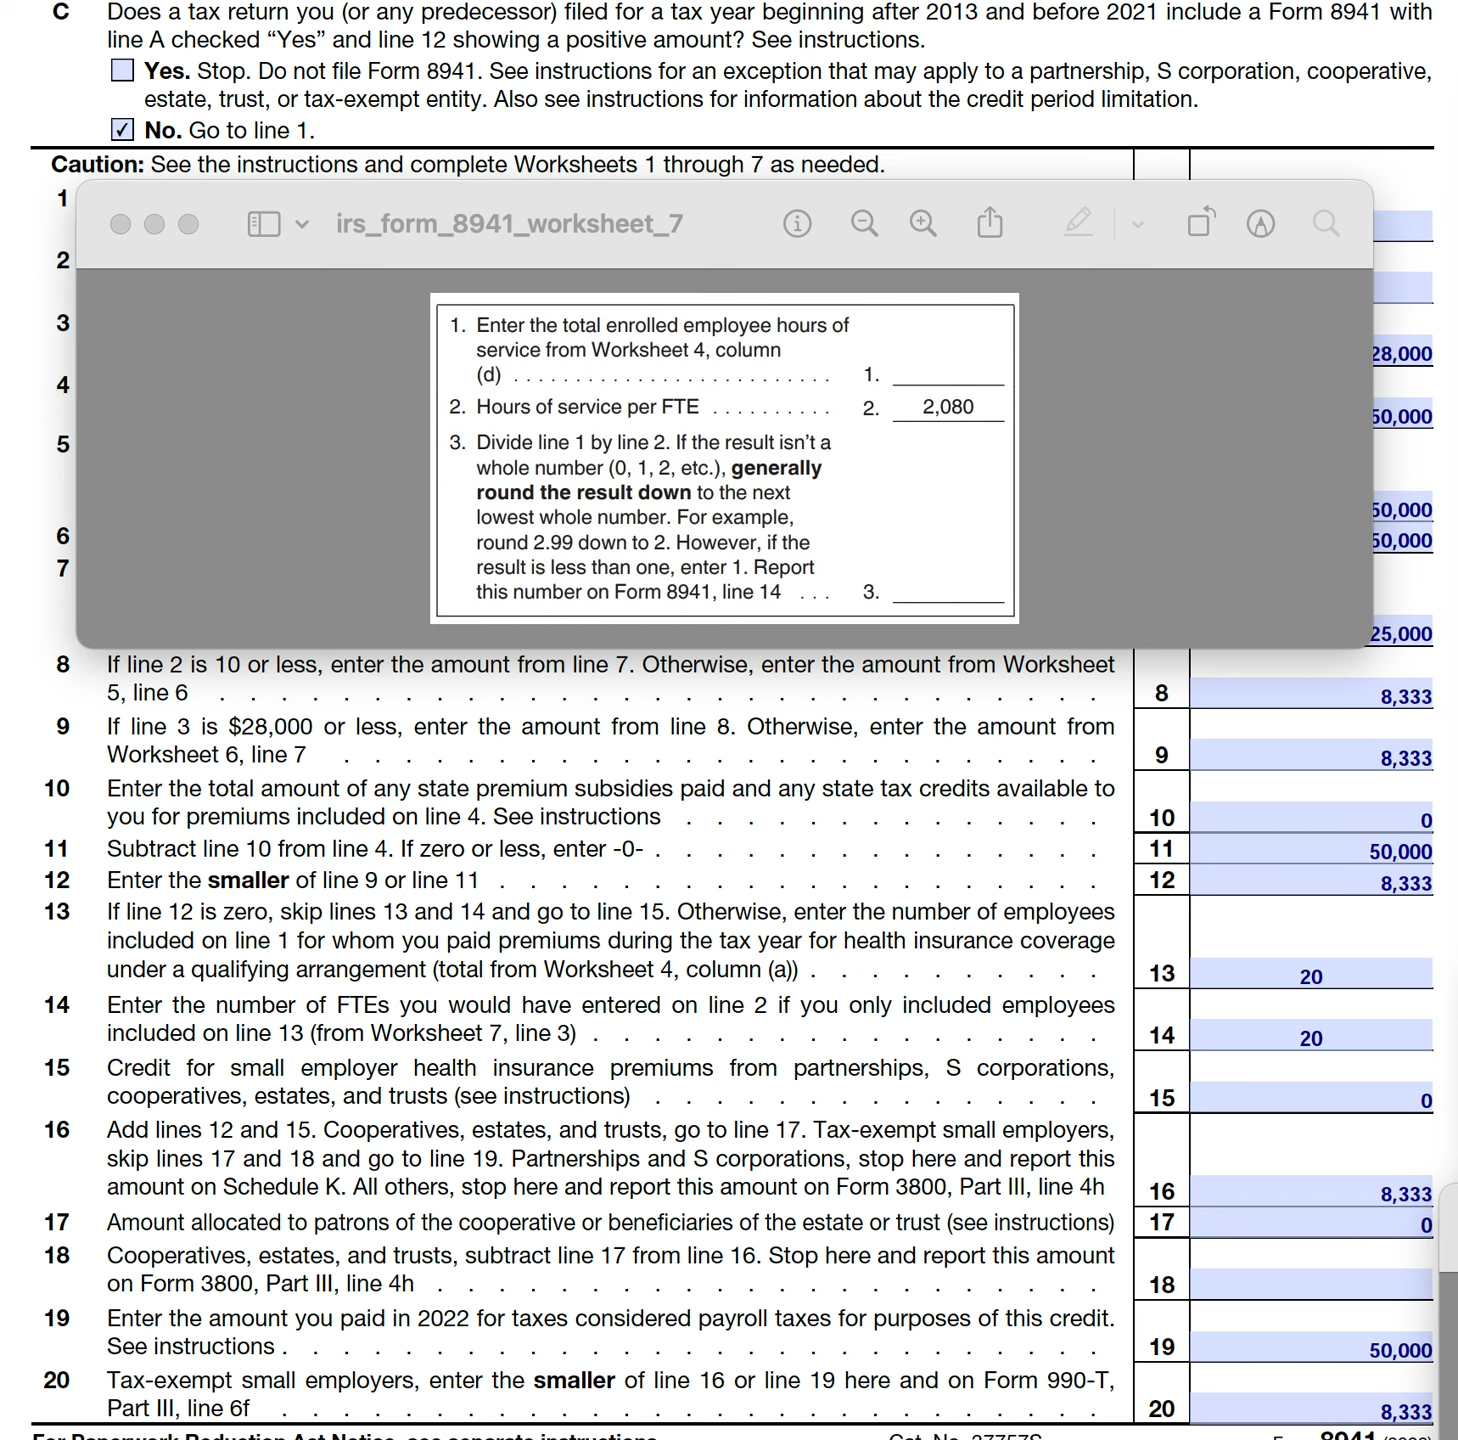 C Does a tax return you (or any predecessor) filed for a tax year beginning after 2013 and before 2021 include a Form 8941 with
line A checked “Yes” and line 12 showing a positive amount? See instructions.
Yes. Stop. Do not file Form 8941. See instructions for an exception that may apply to a partnership, S corporation, cooperative,
estate, trust, or tax-exempt entity. Also see instructions for information about the credit period limitation.
✓ No. Go to line 1.
Caution: See the instructions and complete Worksheets 1 through 7 as needed.
1
irs_form_8941_worksheet_7
2
1. Enter the total enrolled employee hours of
service from Worksheet 4, column
(d) . . . . . . . . . . . . . . . . . . . . . . . . . . 1.
2. Hours of service per FTE . . . . . . . . . . 2. 2,080
3. Divide line 1 by line 2. If the result isn’t a
whole number (0, 1, 2, etc.), generally
round the result down to the next
lowest whole number. For example,
round 2.99 down to 2. However, if the
result is less than one, enter 1. Report
this number on Form 8941, line 14 . . . 3.
3 28,000
4 50,000
5 50,000
6 50,000
7 25,000
8 If line 2 is 10 or less, enter the amount from line 7. Otherwise, enter the amount from Worksheet
5, line 6 . . . . . . . . . . . . . . . . . . . . . . . . . . . . . 8 8,333
9 If line 3 is $28,000 or less, enter the amount from line 8. Otherwise, enter the amount from
Worksheet 6, line 7 . . . . . . . . . . . . . . . . . . . . . . . . . 9 8,333
10 Enter the total amount of any state premium subsidies paid and any state tax credits available to
you for premiums included on line 4. See instructions . . . . . . . . . . . . . . 10 0
11 Subtract line 10 from line 4. If zero or less, enter -0- . . . . . . . . . . . . . . . 11 50,000
12 Enter the smaller of line 9 or line 11 . . . . . . . . . . . . . . . . . . . . 12 8,333
13 If line 12 is zero, skip lines 13 and 14 and go to line 15. Otherwise, enter the number of employees
included on line 1 for whom you paid premiums during the tax year for health insurance coverage
under a qualifying arrangement (total from Worksheet 4, column (a)) . . . . . . . . . . 13 20
14 Enter the number of FTEs you would have entered on line 2 if you only included employees
included on line 13 (from Worksheet 7, line 3) . . . . . . . . . . . . . . . . . 14 20
15 Credit for small employer health insurance premiums from partnerships, S corporations,
cooperatives, estates, and trusts (see instructions) . . . . . . . . . . . . . . . 15 0
16 Add lines 12 and 15. Cooperatives, estates, and trusts, go to line 17. Tax-exempt small employers,
skip lines 17 and 18 and go to line 19. Partnerships and S corporations, stop here and report this
amount on Schedule K. All others, stop here and report this amount on Form 3800, Part III, line 4h 16 8,333
17 Amount allocated to patrons of the cooperative or beneficiaries of the estate or trust (see instructions) 17 0
18 Cooperatives, estates, and trusts, subtract line 17 from line 16. Stop here and report this amount
on Form 3800, Part III, line 4h . . . . . . . . . . . . . . . . . . . . . . 18
19 Enter the amount you paid in 2022 for taxes considered payroll taxes for purposes of this credit.
See instructions . . . . . . . . . . . . . . . . . . . . . . . . . . . 19 50,000
20 Tax-exempt small employers, enter the smaller of line 16 or line 19 here and on Form 990-T,
Part III, line 6f . . . . . . . . . . . . . . . . . . . . . . . . . . . 20 8,333
For Paperwork Reduction Act Notice, see separate instructions. Cat. No. 37757S 8941